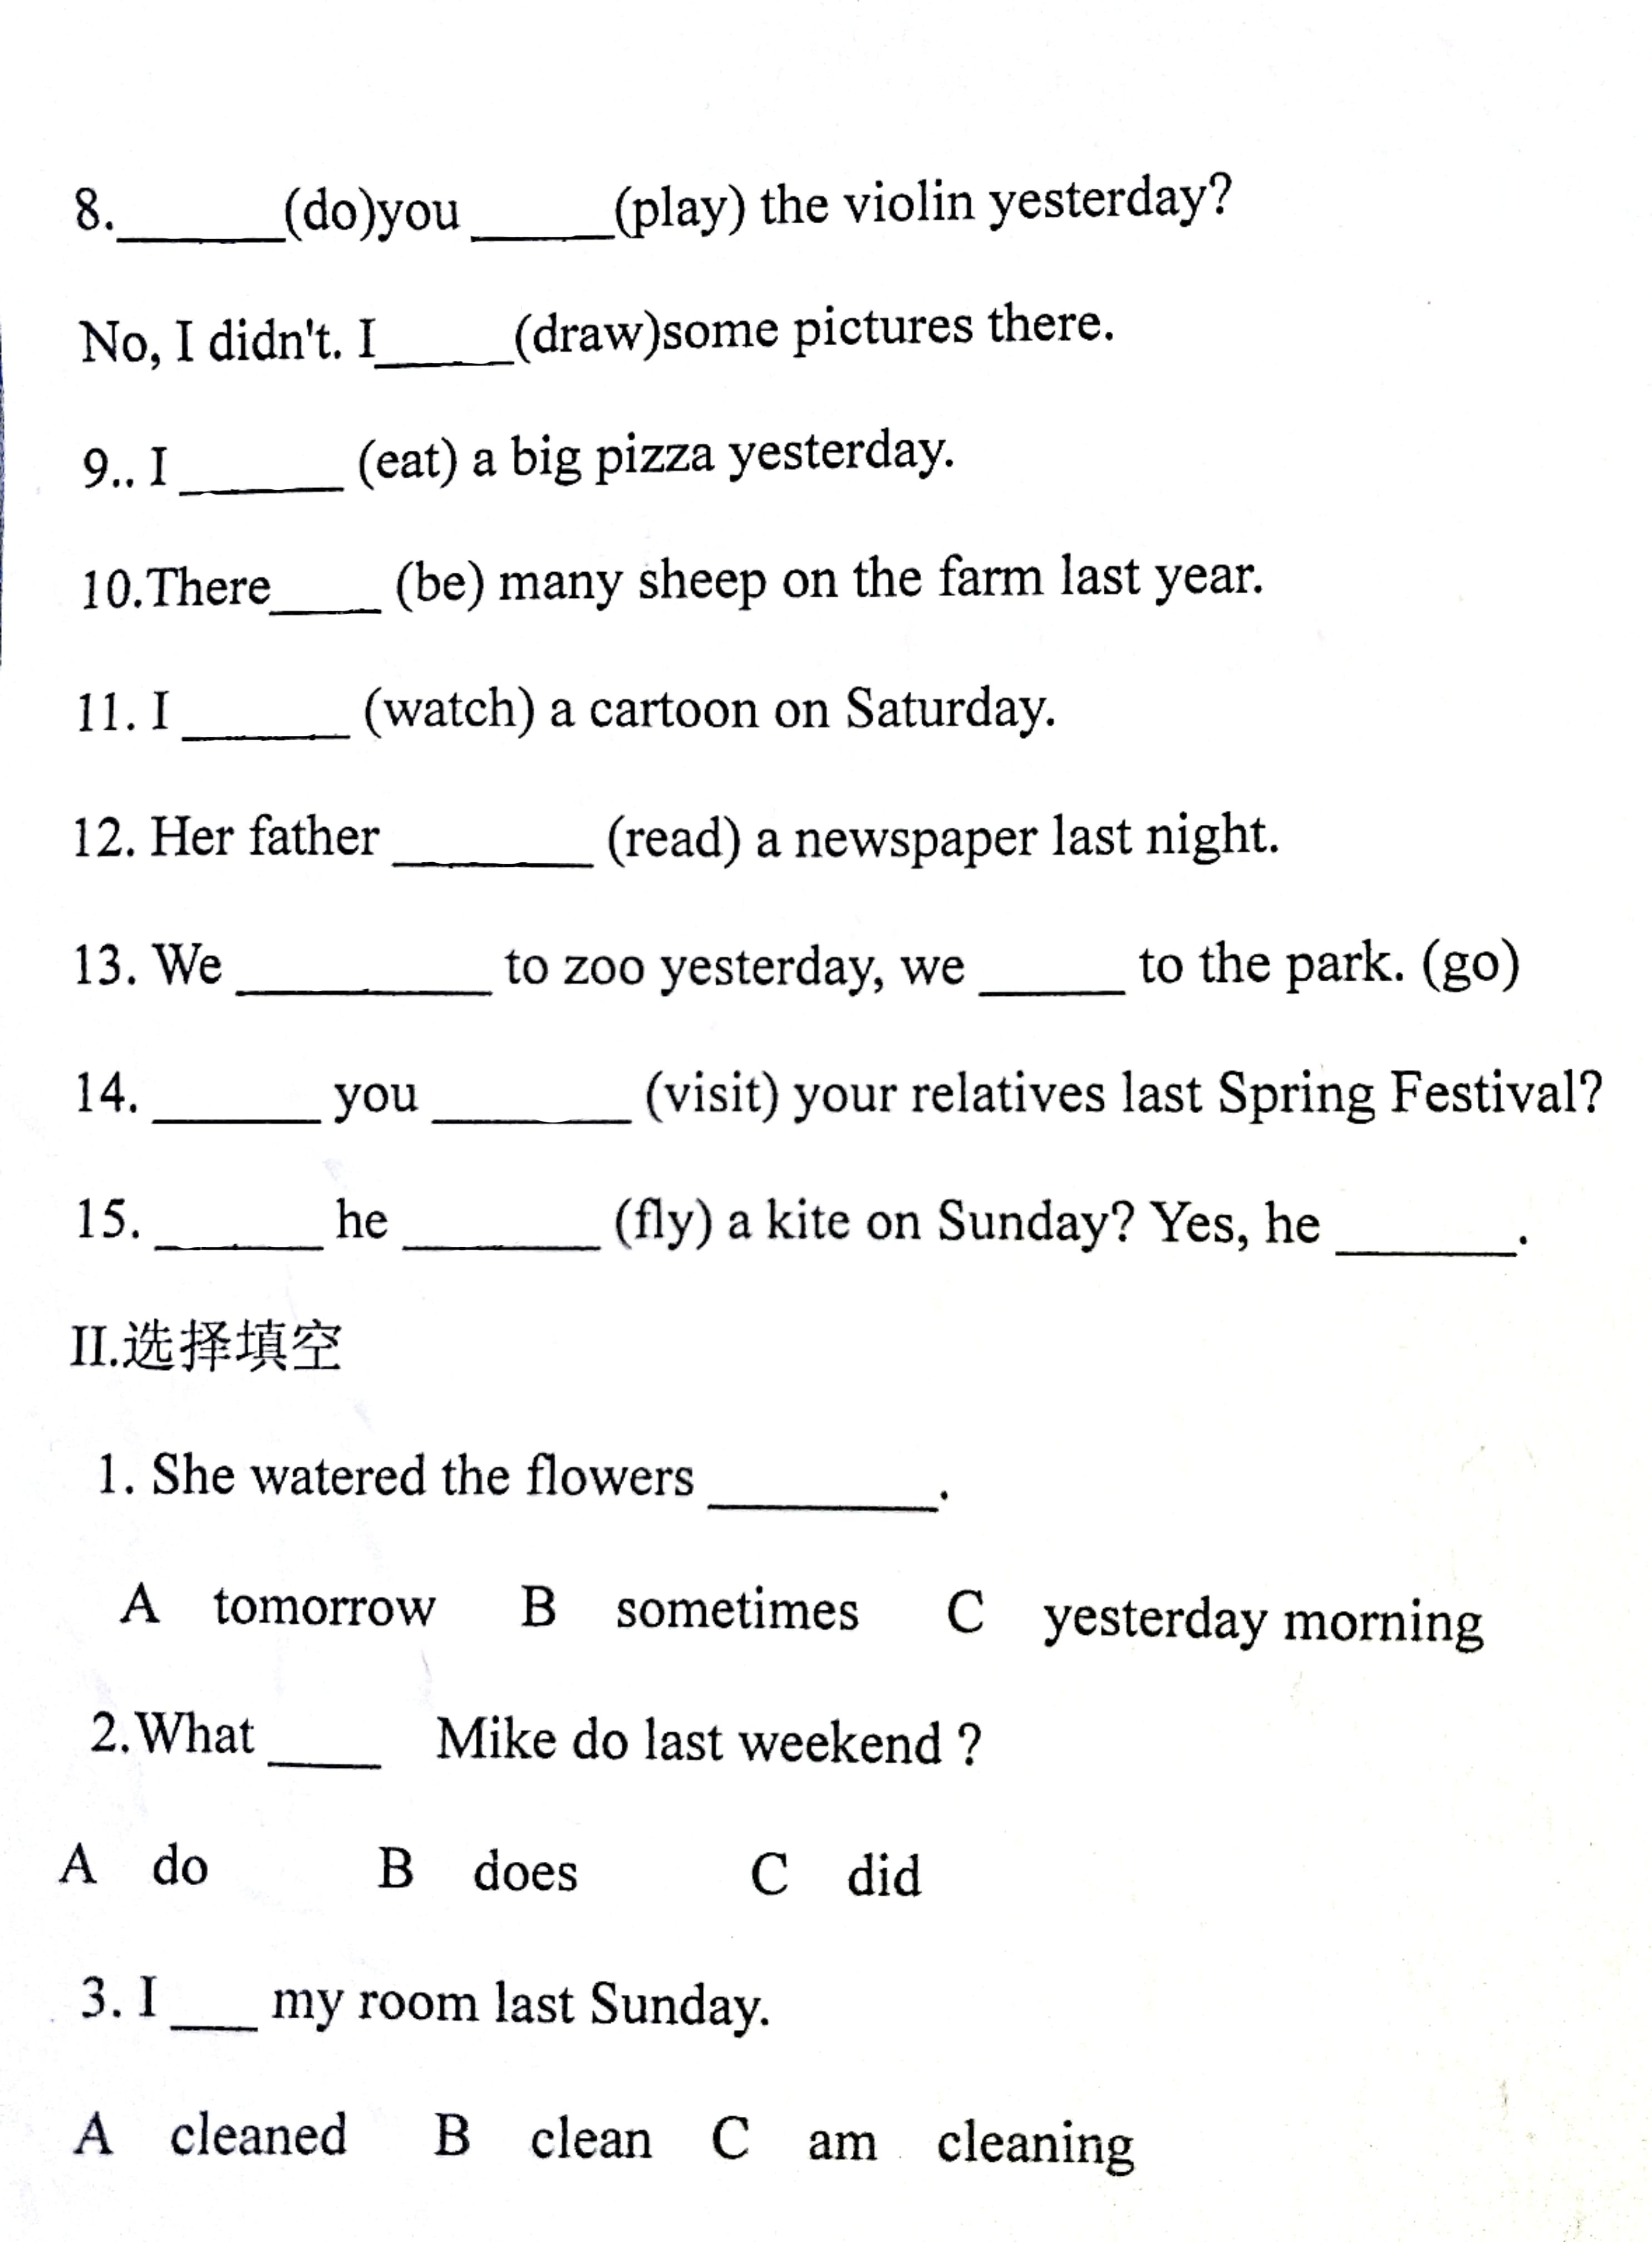 8.______(do)you _____(play) the violin yesterday?
No, I didn't. I_____(draw)some pictures there.
9.. I ______ (eat) a big pizza yesterday.
10.There____ (be) many sheep on the farm last year.
11. I ______ (watch) a cartoon on Saturday.
12. Her father _______ (read) a newspaper last night.
13. We _________ to zoo yesterday, we _____ to the park. (go)
14. ______ you _______ (visit) your relatives last Spring Festival?
15. ______ he _______ (fly) a kite on Sunday? Yes, he ______.
II.选择填空
1. She watered the flowers ________.
A tomorrow B sometimes C yesterday morning
2.What ____ Mike do last weekend ?
A do B does C did
3. I ___ my room last Sunday.
A cleaned B clean C am cleaning